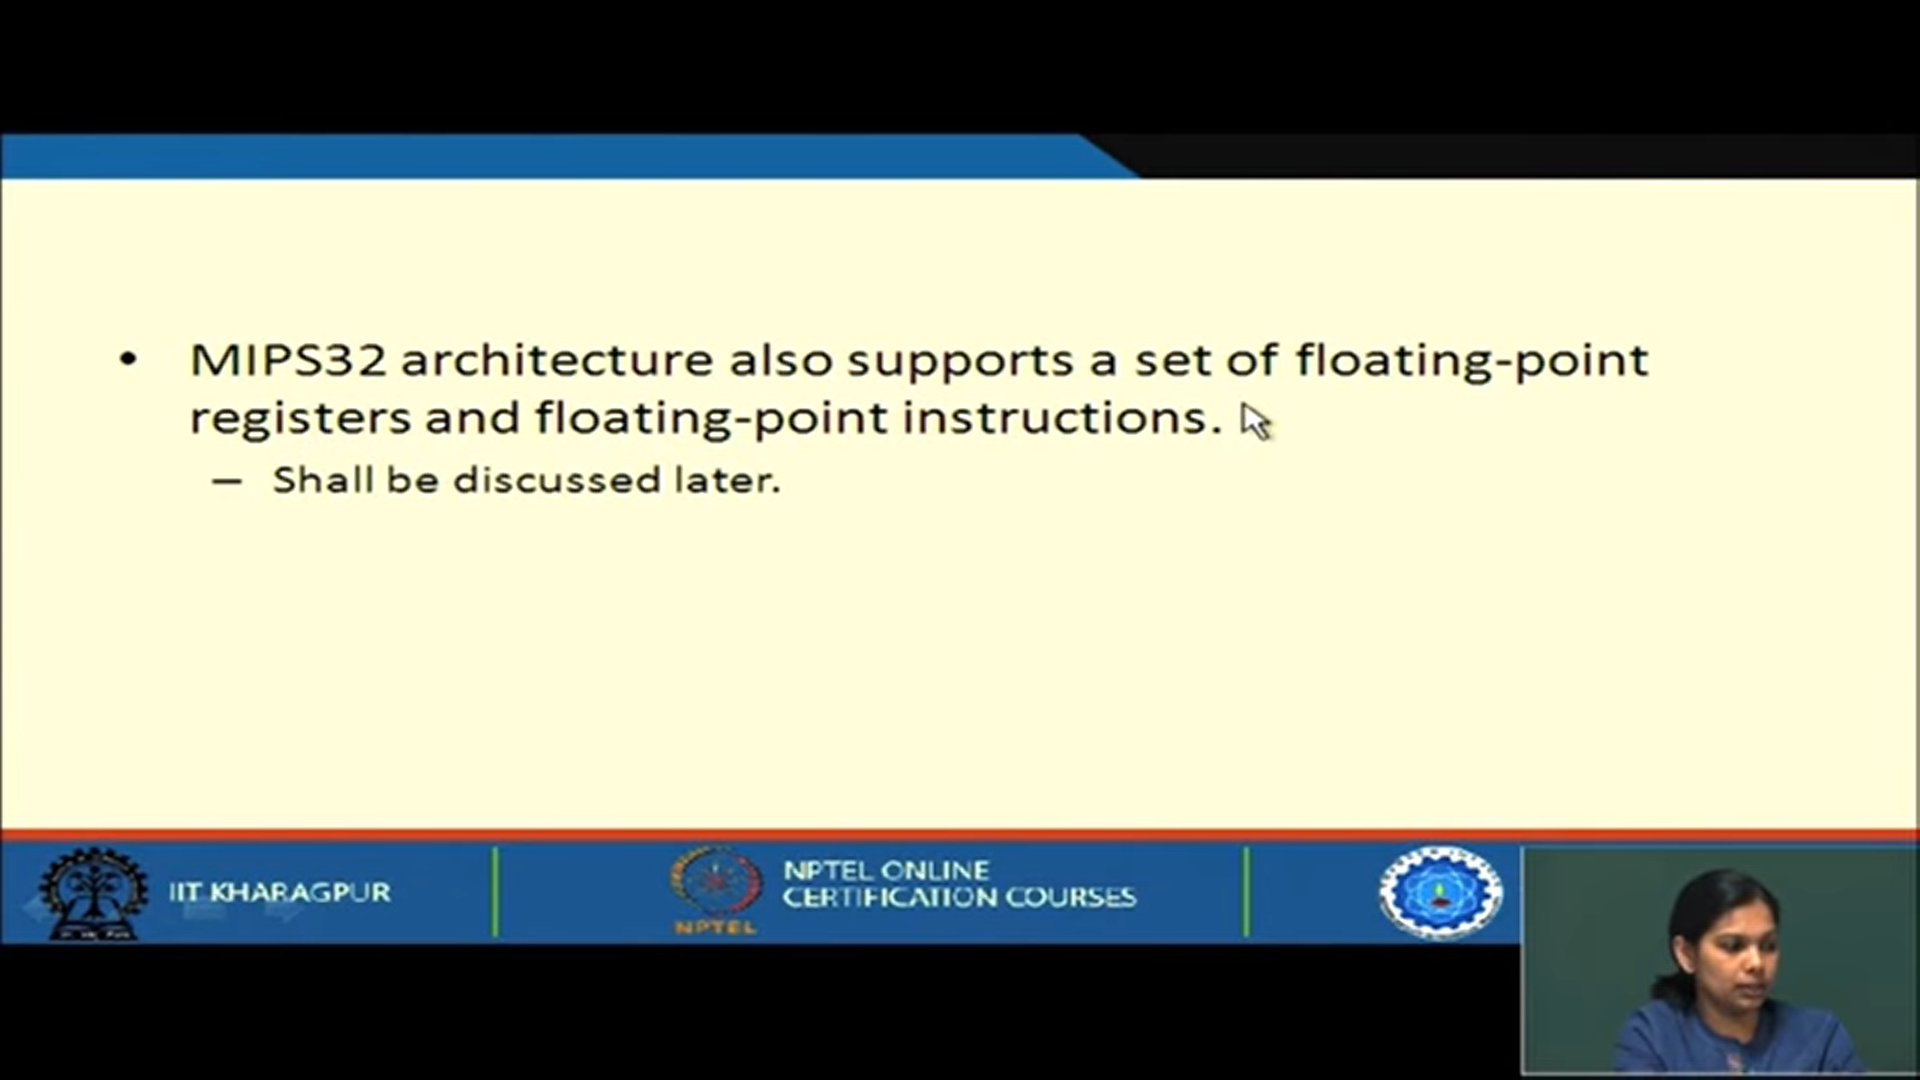 • MIPS32 architecture also supports a set of floating-point
registers and floating-point instructions.
– Shall be discussed later.
IIT KHARAGPUR
NPTEL
NPTEL ONLINE
CERTIFICATION COURSES